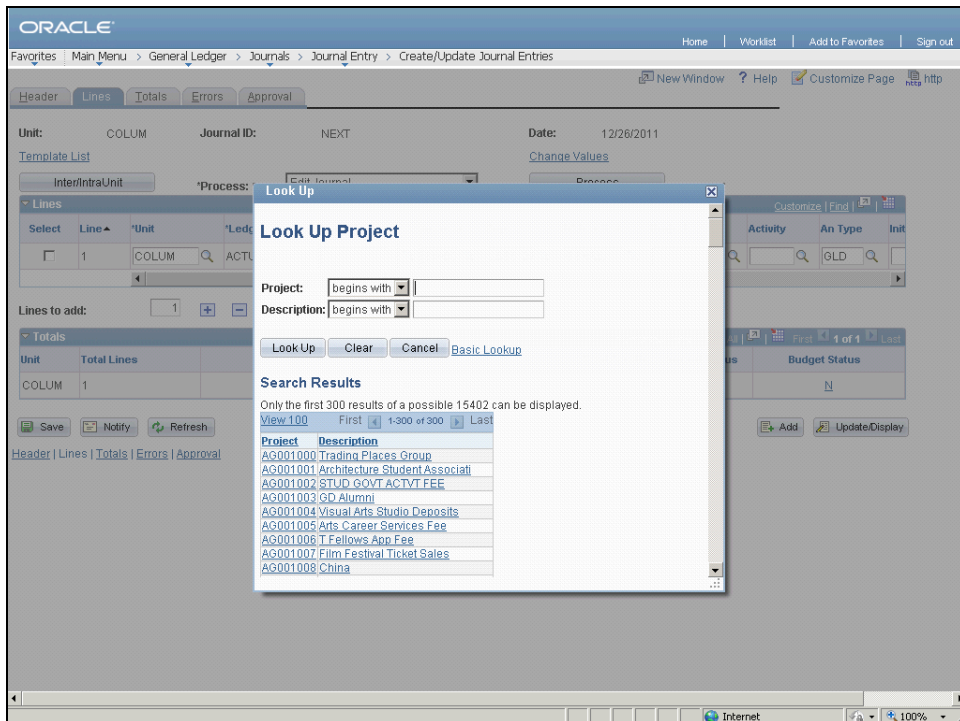 ORACLE
Home | Worklist | Add to Favorites | Sign out
Favorites Main Menu > General Ledger > Journals > Journal Entry > Create/Update Journal Entries
New Window ? Help Customize Page http
Header Lines Totals Errors Approval
Unit: COLUM Journal ID: NEXT Date: 12/26/2011
Template List Change Values
Inter/IntraUnit *Process: Edit Journal Process
Lines Customize | Find |
Select Line *Unit *Ledg Activity An Type Init
1 COLUM ACTU GLD
Lines to add: 1 + -
Totals First 1 of 1 Last
Unit Total Lines us Budget Status
COLUM 1 N
Save Notify Refresh Add Update/Display
Header | Lines | Totals | Errors | Approval
Look Up
Look Up Project
Project: begins with
Description: begins with
Look Up Clear Cancel Basic Lookup
Search Results
Only the first 300 results of a possible 15402 can be displayed.
View 100 First 1-300 of 300 Last
Project Description
AG001000 Trading Places Group
AG001001 Architecture Student Associati
AG001002 STUD GOVT ACTVT FEE
AG001003 GD Alumni
AG001004 Visual Arts Studio Deposits
AG001005 Arts Career Services Fee
AG001006 T Fellows App Fee
AG001007 Film Festival Ticket Sales
AG001008 China
Internet 100%